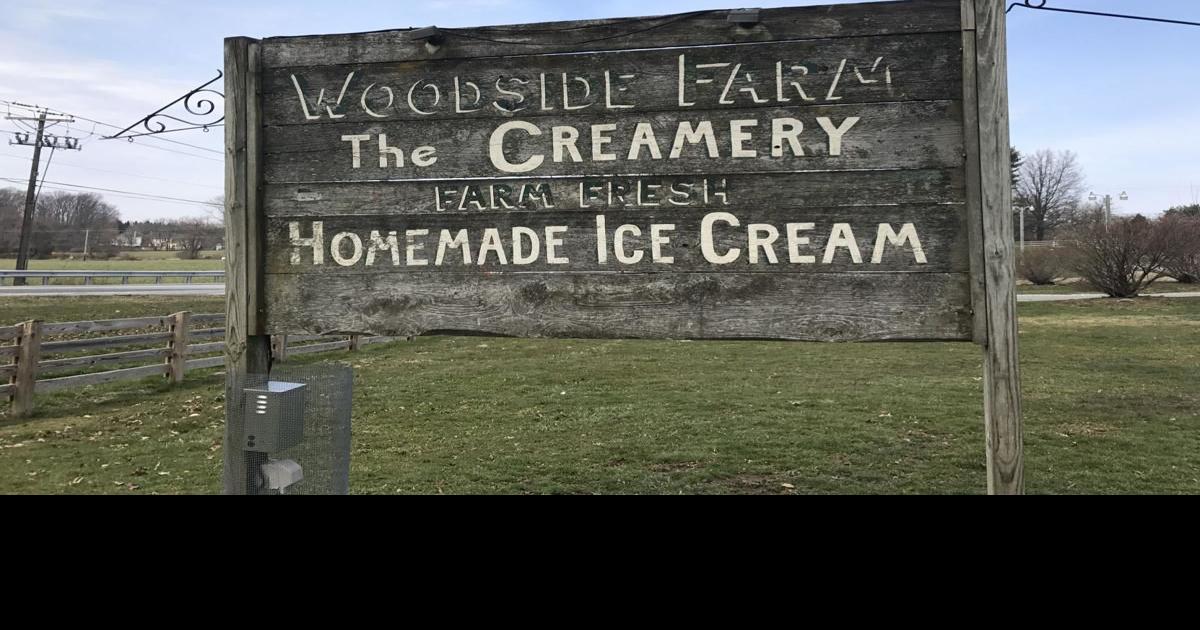 WOODSIDE FARM
The CREAMERY
FARM FRESH
HOMEMADE ICE CREAM